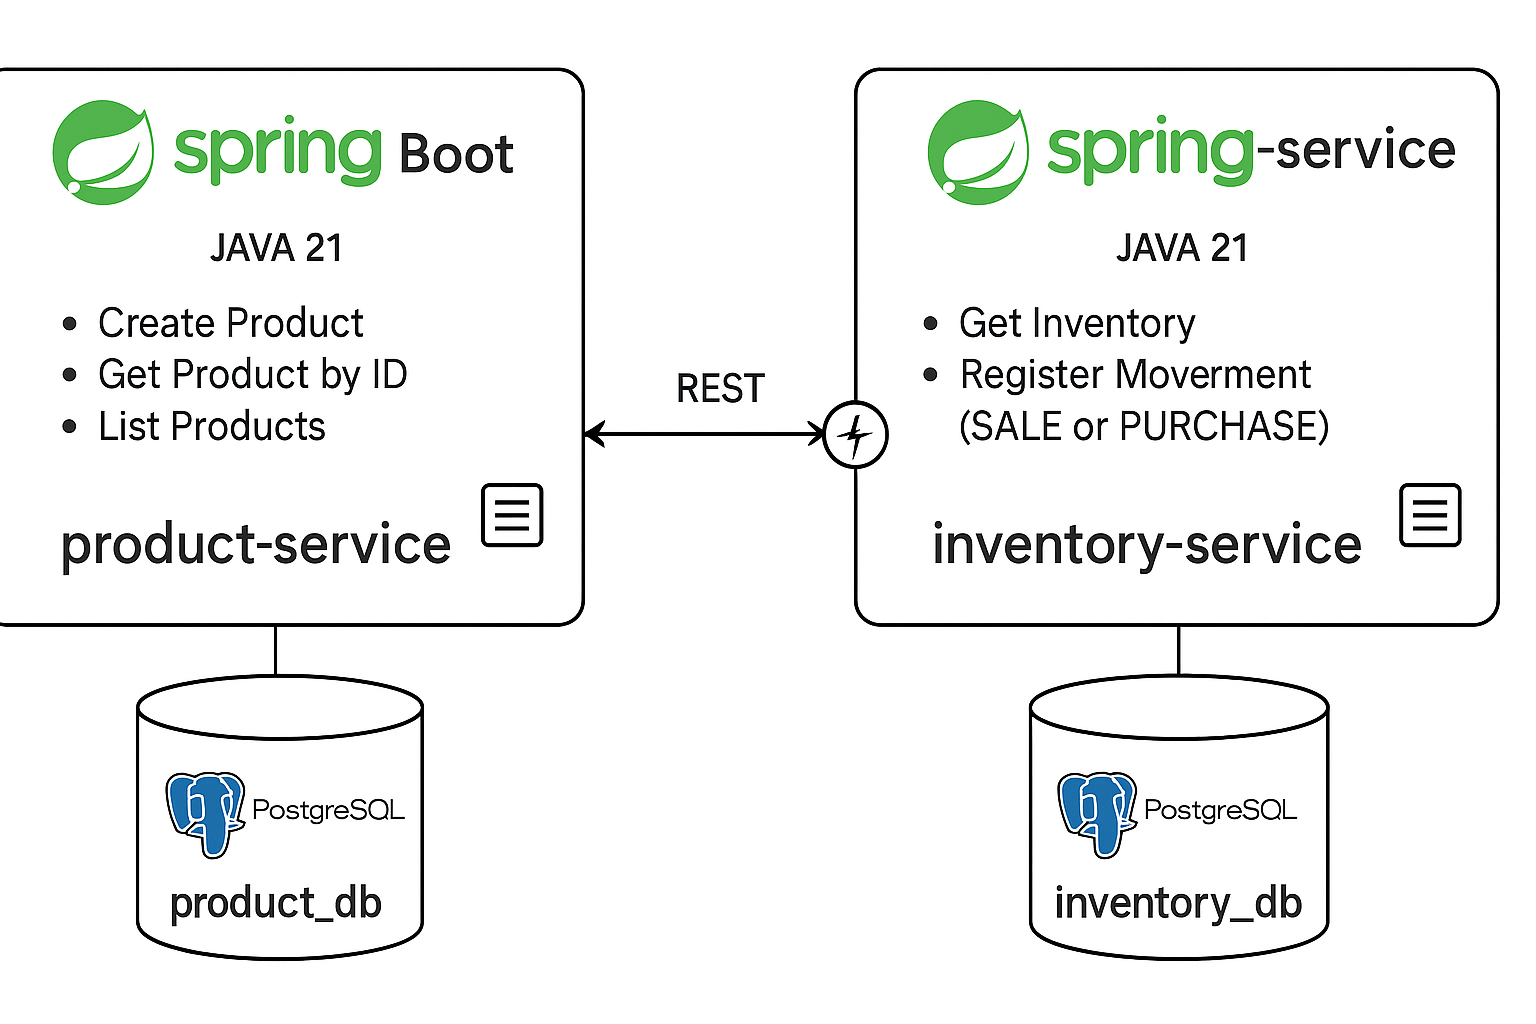 spring Boot
JAVA 21
• Create Product
• Get Product by ID
• List Products
product-service
REST
spring-service
JAVA 21
• Get Inventory
• Register Moverment
(SALE or PURCHASE)
inventory-service
PostgreSQL
product_db
PostgreSQL
inventory_db